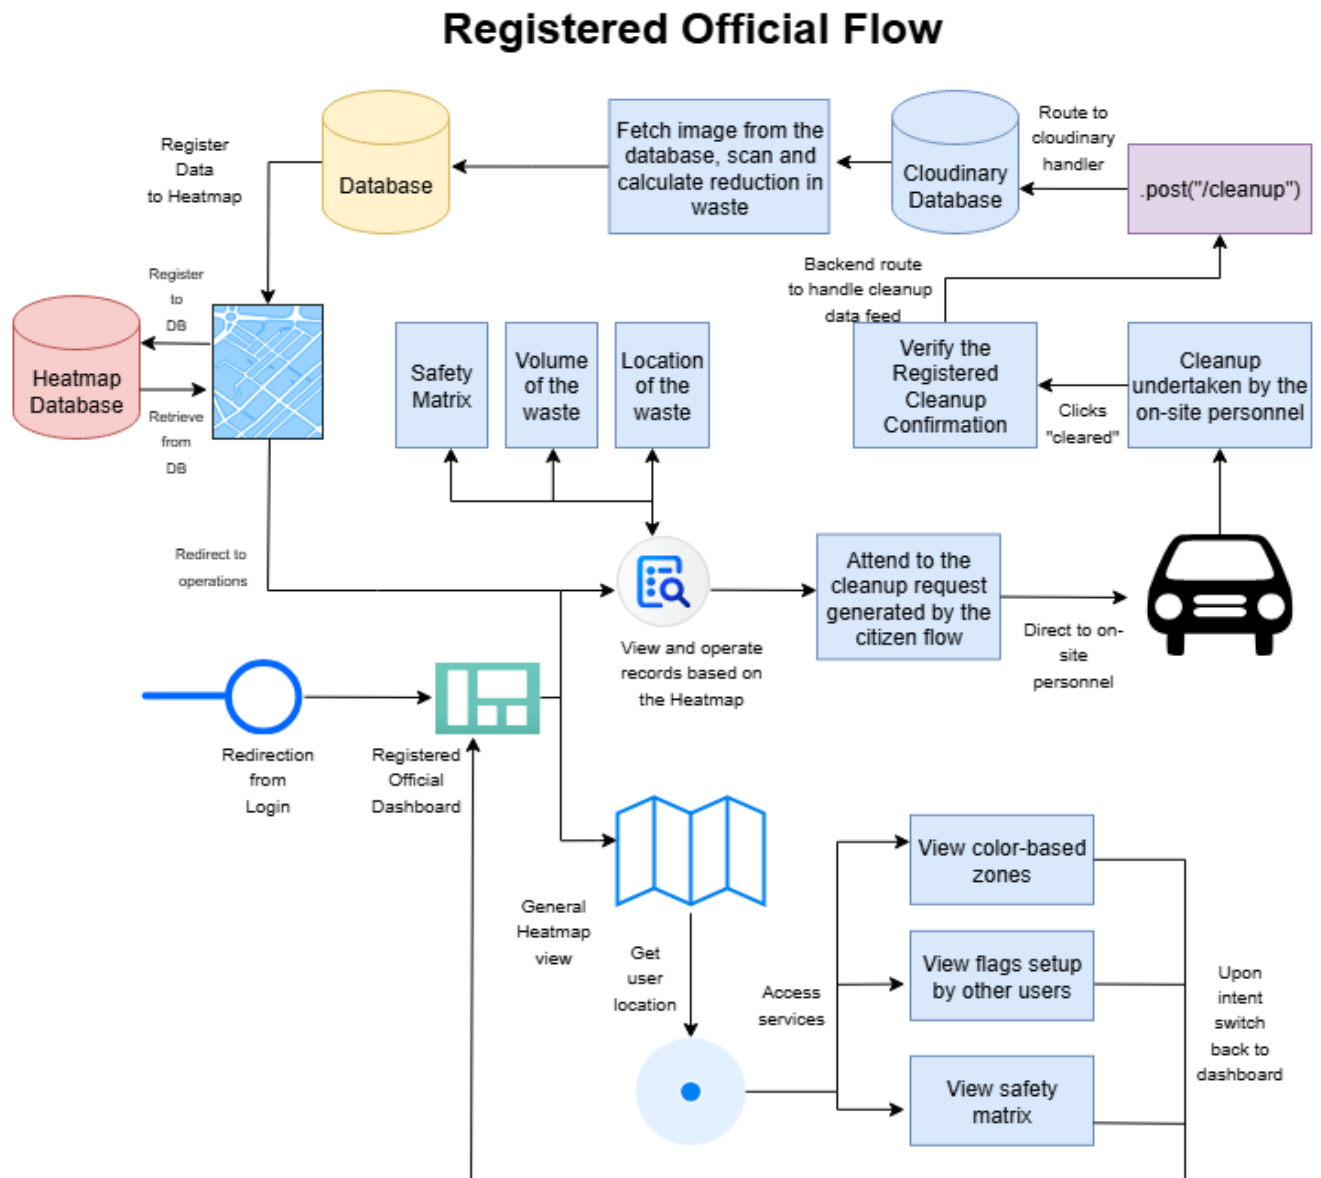 Registered Official Flow
Register
Data
to Heatmap
Database
Fetch image from the
database, scan and
calculate reduction in
waste
Cloudinary
Database
Route to
cloudinary
handler
.post("/cleanup")
Backend route
to handle cleanup
data feed
Register
to
DB
Heatmap
Database
Retrieve
from
DB
Safety
Matrix
Volume
of the
waste
Location
of the
waste
Verify the
Registered
Cleanup
Confirmation
Clicks
"cleared"
Cleanup
undertaken by the
on-site personnel
Redirect to
operations
View and operate
records based on
the Heatmap
Attend to the
cleanup request
generated by the
citizen flow
Direct to on-
site
personnel
Redirection
from
Login
Registered
Official
Dashboard
General
Heatmap
view
Get
user
location
Access
services
View color-based
zones
View flags setup
by other users
View safety
matrix
Upon
intent
switch
back to
dashboard